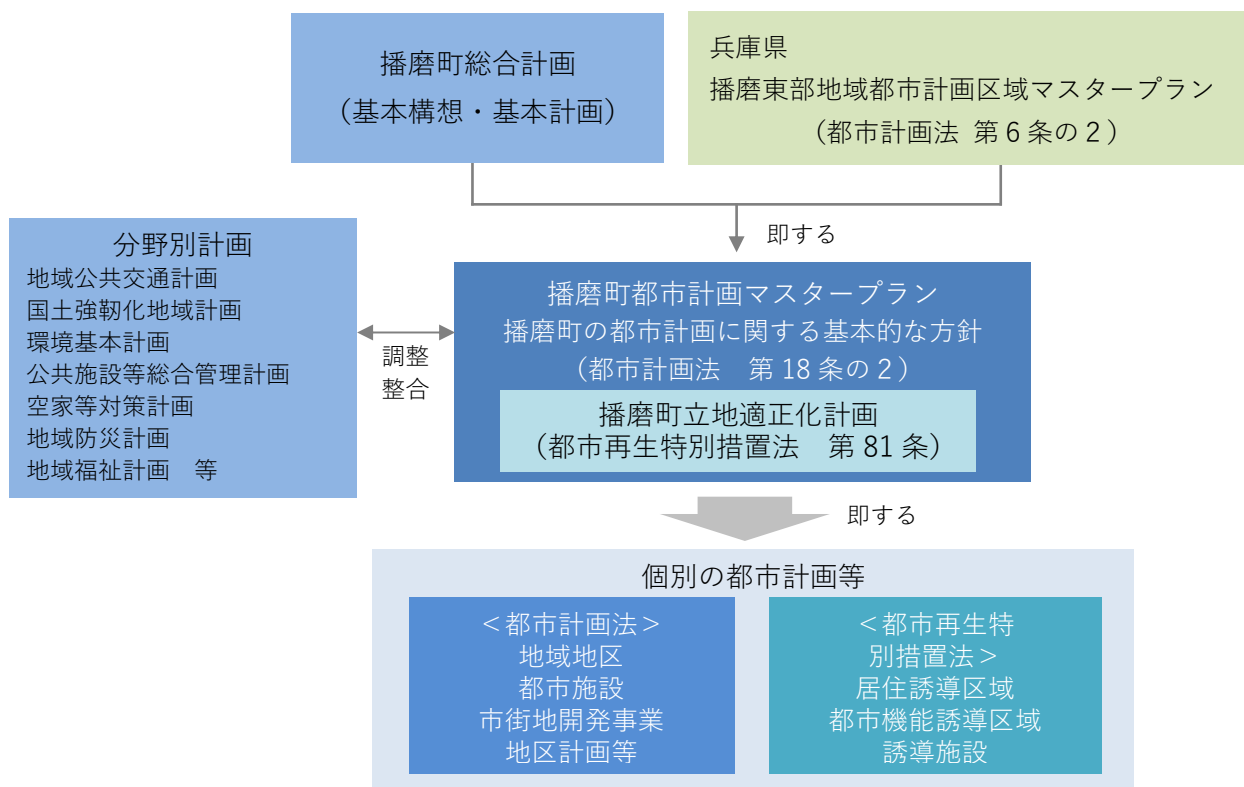 播磨町総合計画
（基本構想・基本計画）
兵庫県
播磨東部地域都市計画区域マスタープラン
（都市計画法 第6条の2）
即する
分野別計画
地域公共交通計画
国土強靭化地域計画
環境基本計画
公共施設等総合管理計画
空家等対策計画
地域防災計画
地域福祉計画　等
調整
整合
播磨町都市計画マスタープラン
播磨町の都市計画に関する基本的な方針
（都市計画法　第18条の2）
播磨町立地適正化計画
（都市再生特別措置法　第81条）
即する
個別の都市計画等
＜都市計画法＞
地域地区
都市施設
市街地開発事業
地区計画等
＜都市再生特
別措置法＞
居住誘導区域
都市機能誘導区域
誘導施設